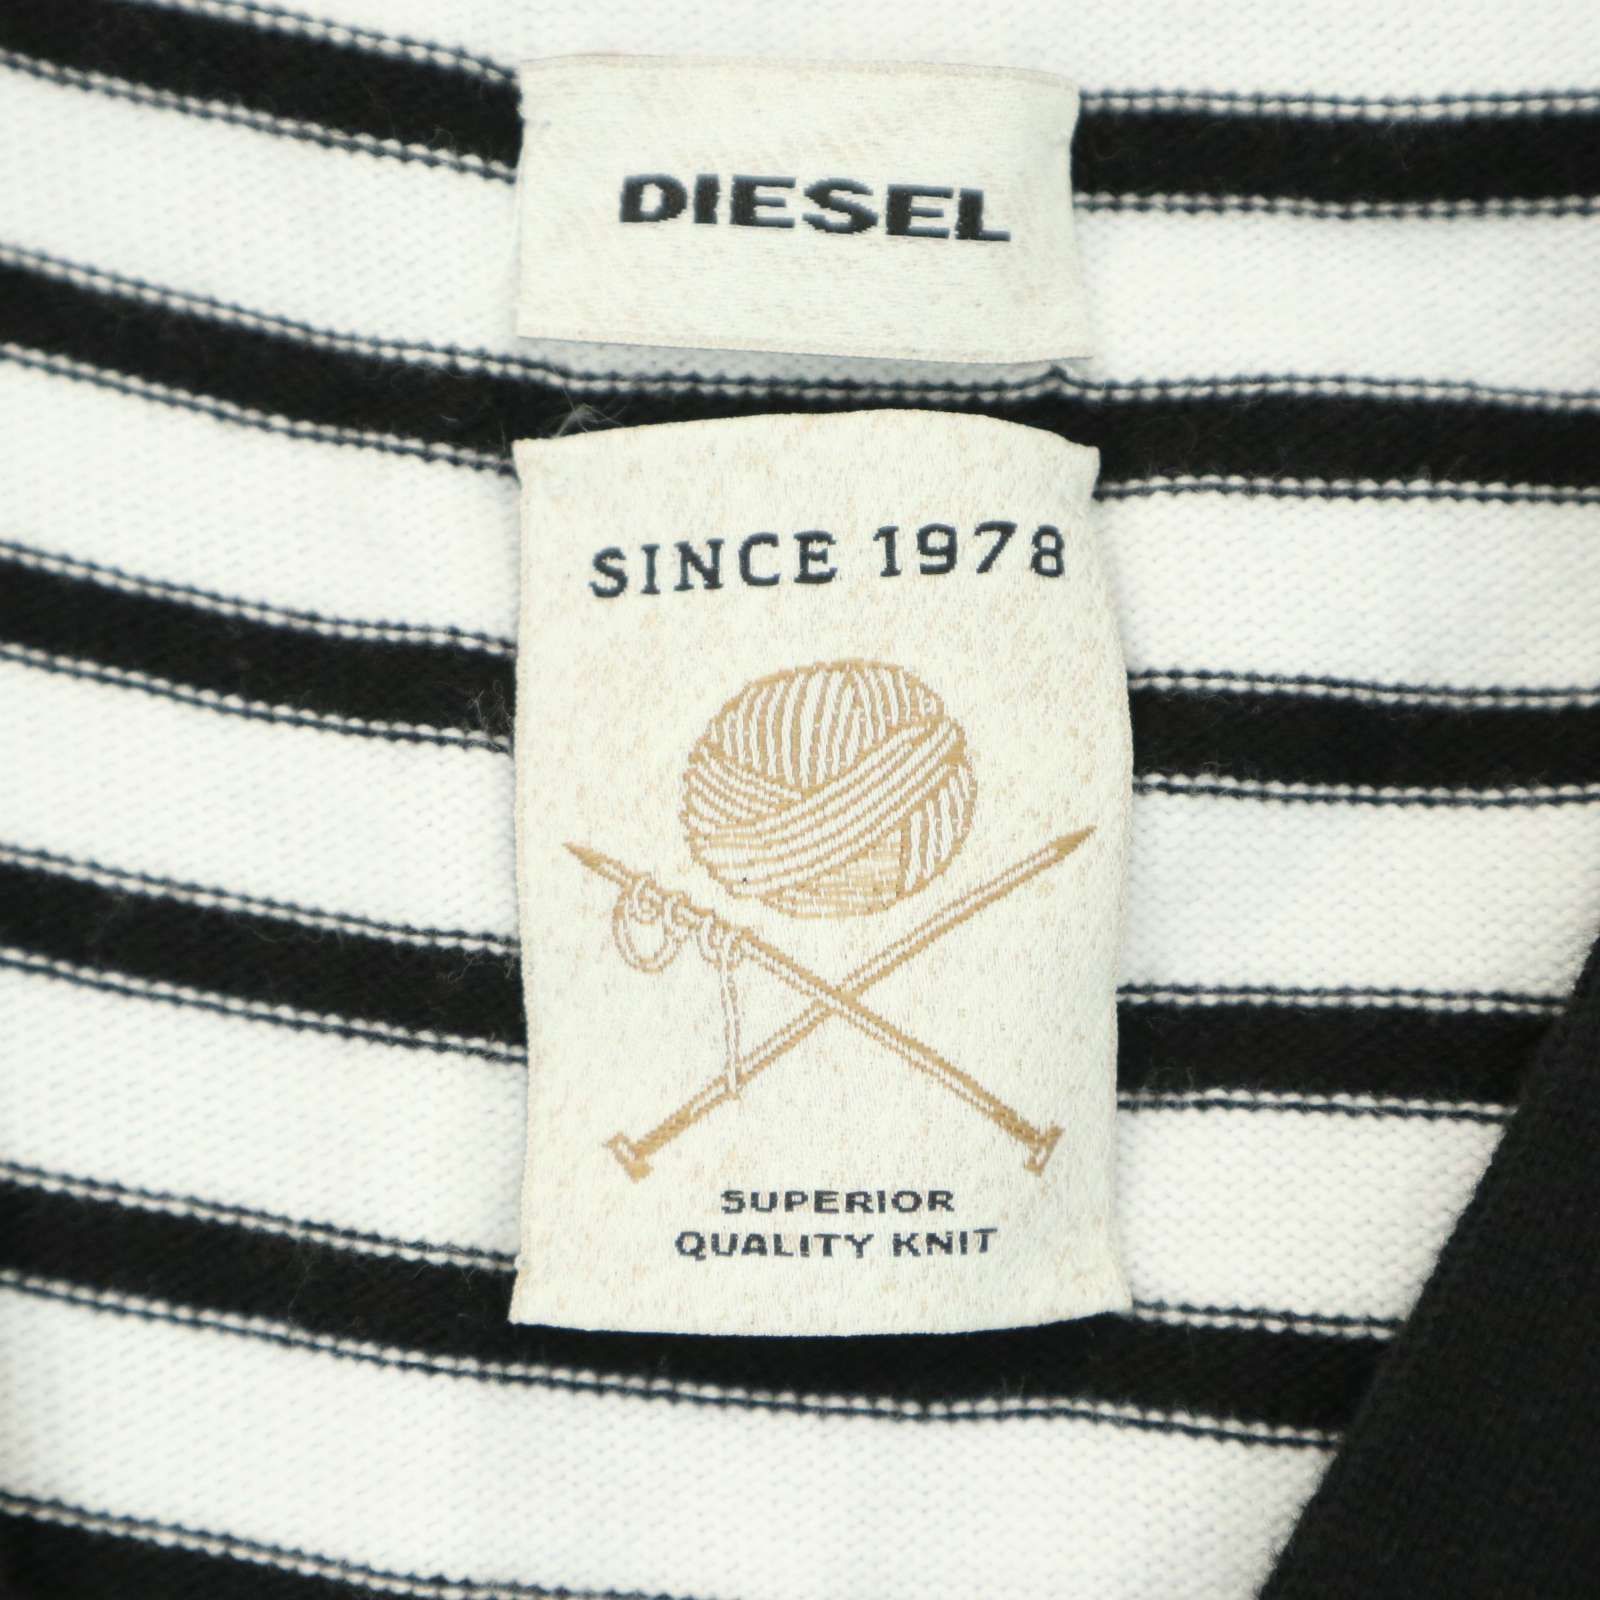 DIESEL
SINCE 1978
SUPERIOR
QUALITY KNIT